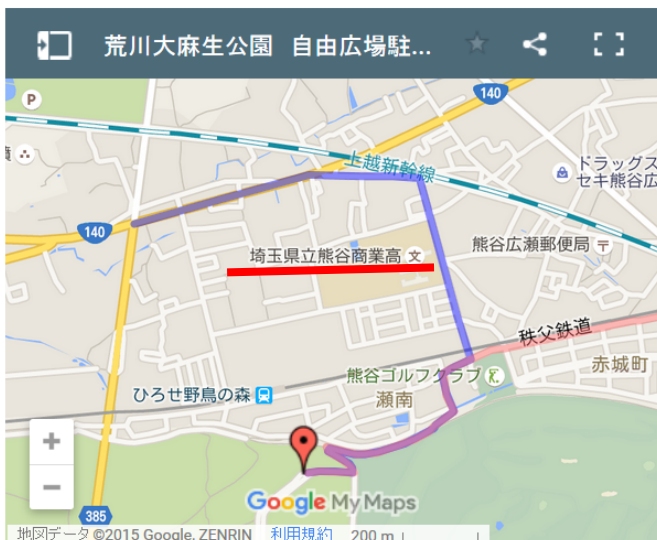 荒川大麻生公園 自由広場駐...
P
140
上越新幹線
ドラッグス
セキ熊谷広
140
埼玉県立熊谷商業高
文
熊谷広瀬郵便局
秩父鉄道
熊谷ゴルフクラブ
赤城町
ひろせ野鳥の森
瀬南
+
−
Google My Maps
385
地図データ ©2015 Google, ZENRIN 利用規約 200 m